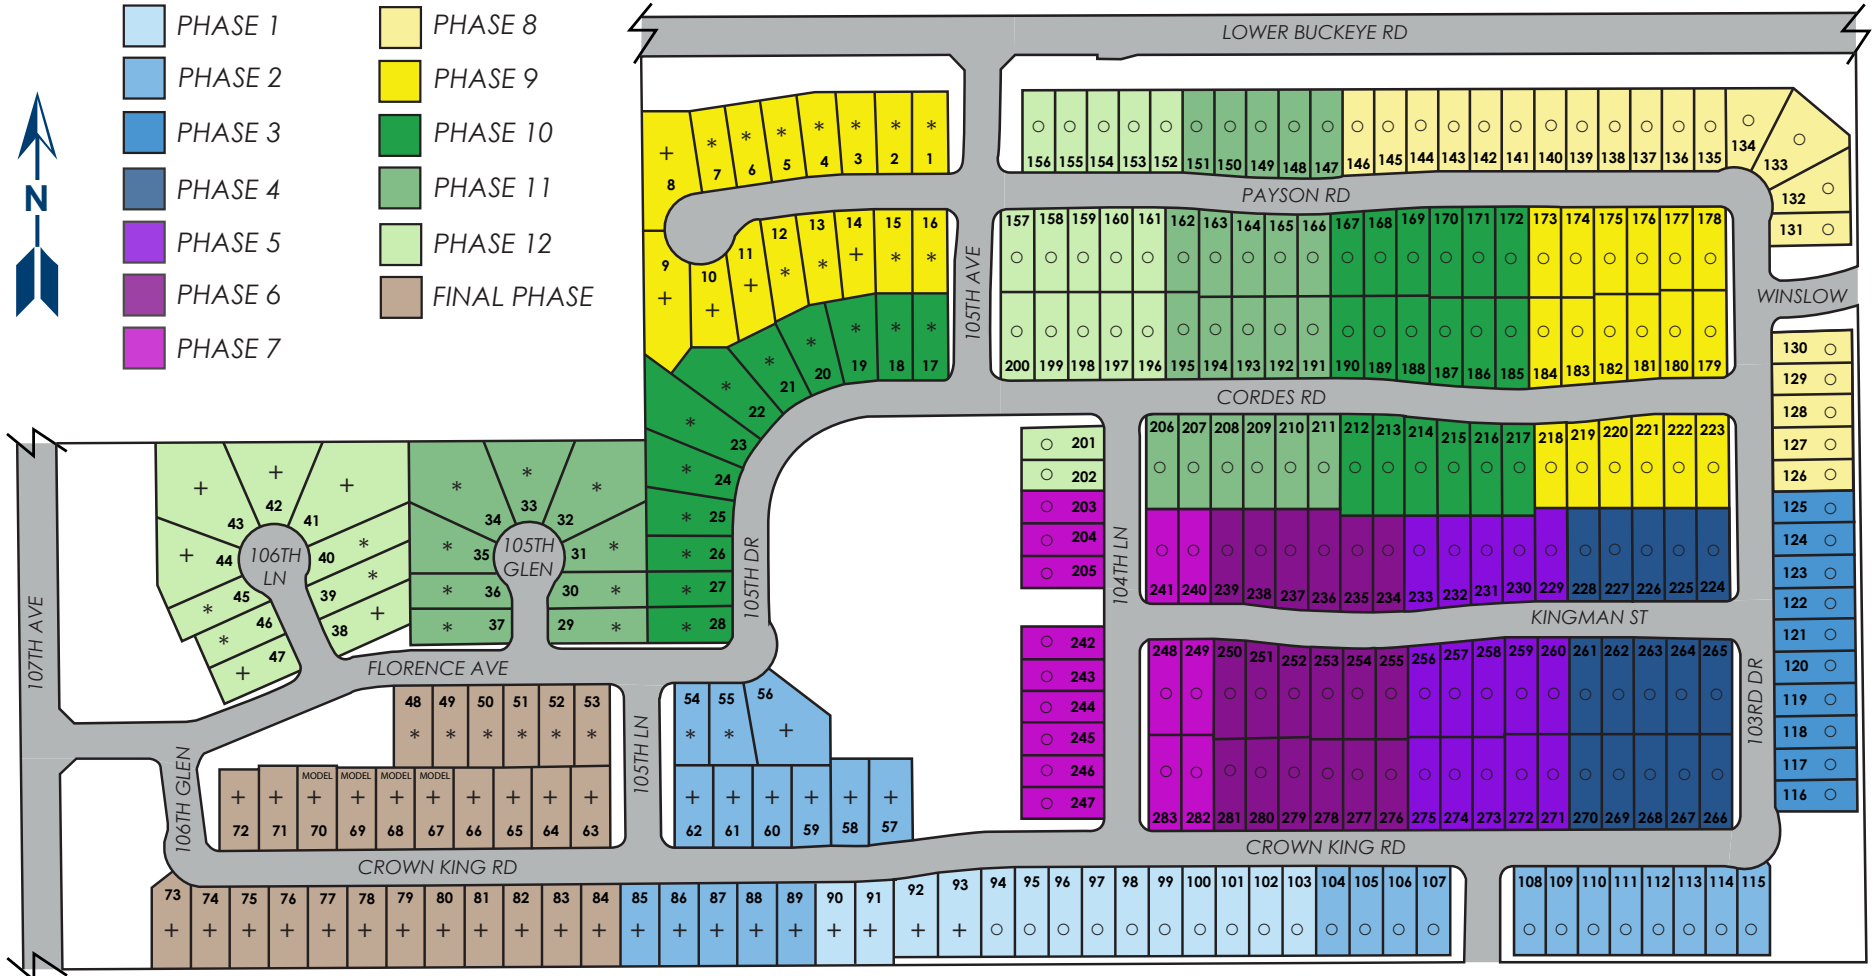 PHASE 1
PHASE 2
PHASE 3
PHASE 4
PHASE 5
PHASE 6
PHASE 7
PHASE 8
PHASE 9
PHASE 10
PHASE 11
PHASE 12
FINAL PHASE
N
LOWER BUCKEYE RD
8 7 6 5 4 3 2 1
156 155 154 153 152 151 150 149 148 147 146 145 144 143 142 141 140 139 138 137 136 135 134 133
132
131
PAYSON RD
9 10 11 12 13 14 15 16
157 158 159 160 161 162 163 164 165 166 167 168 169 170 171 172 173 174 175 176 177 178
105TH AVE
WINSLOW
23 22 21 20 19 18 17
200 199 198 197 196 195 194 193 192 191 190 189 188 187 186 185 184 183 182 181 180 179
130
129
128
127
126
125
124
123
122
121
120
119
118
117
116
CORDES RD
24
25
26
27
28
105TH DR
201
202
203
204
205
104TH LN
206 207 208 209 210 211 212 213 214 215 216 217 218 219 220 221 222 223
241 240 239 238 237 236 235 234 233 232 231 230 229 228 227 226 225 224
KINGMAN ST
107TH AVE
43 42 41
44 106TH LN 40
45 39
46 38
47
34 33 32
35 105TH GLEN 31
36 30
37 29
FLORENCE AVE
242
243
244
245
246
247
248 249 250 251 252 253 254 255 256 257 258 259 260 261 262 263 264 265
283 282 281 280 279 278 277 276 275 274 273 272 271 270 269 268 267 266
103RD DR
48 49 50 51 52 53
54 55 56
105TH LN
106TH GLEN
MODEL MODEL MODEL MODEL
72 71 70 69 68 67 66 65 64 63
62 61 60 59 58 57
CROWN KING RD
CROWN KING RD
73 74 75 76 77 78 79 80 81 82 83 84 85 86 87 88 89 90 91 92 93 94 95 96 97 98 99 100 101 102 103 104 105 106 107
108 109 110 111 112 113 114 115